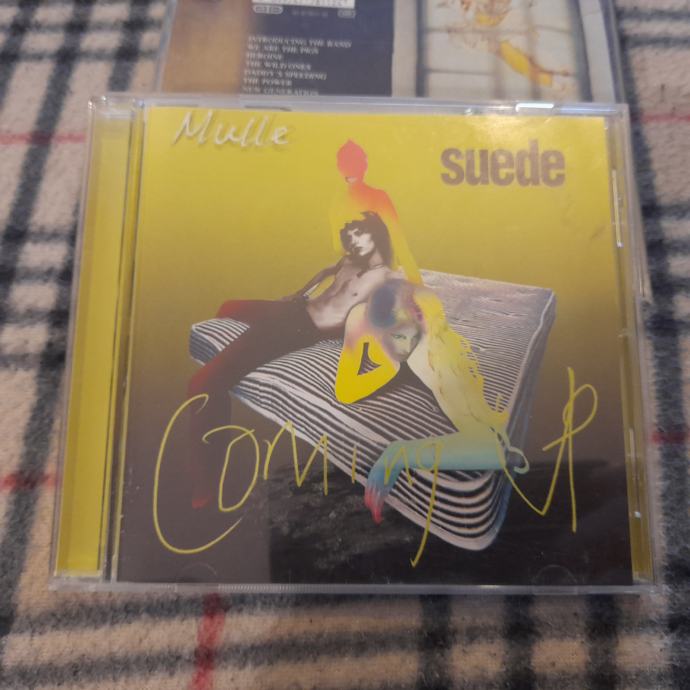 INTRODUCING THE BAND
WE ARE THE PIGS
HEROINE
THE WILD ONES
DADDY'S SPEEDING
THE POWER
NEW GENERATION
Mulle
suede
Coming Up